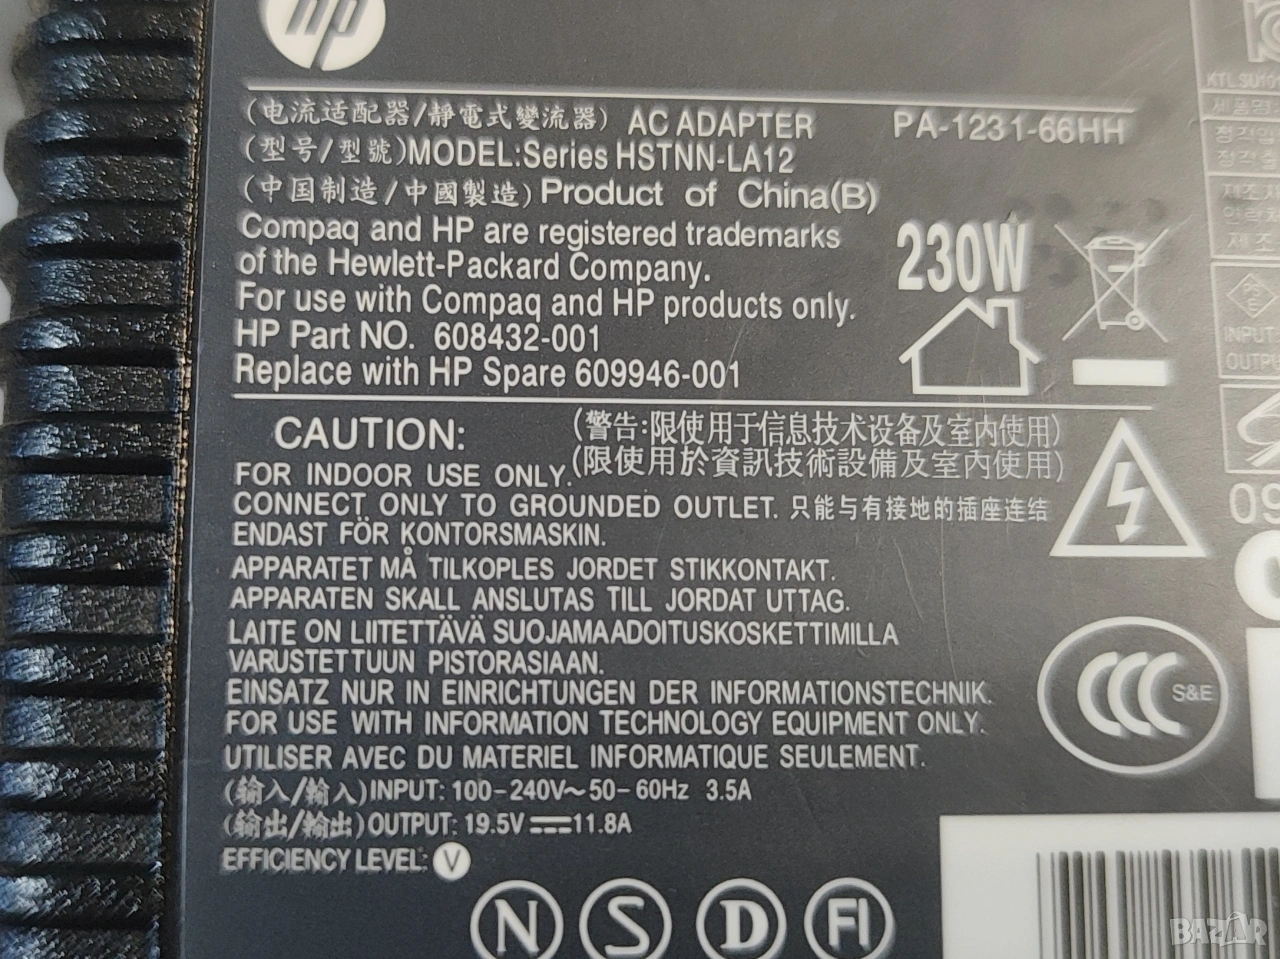 hp
(电流适配器/靜電式變流器) AC ADAPTER PA-1231-66HH
(型号/型號)MODEL:Series HSTNN-LA12
(中国制造/中國製造) Product of China(B)
Compaq and HP are registered trademarks
of the Hewlett-Packard Company.
For use with Compaq and HP products only.
HP Part NO. 608432-001
Replace with HP Spare 609946-001
230W
CAUTION:
(警告:限使用于信息技术设备及室内使用)
(限使用於資訊技術設備及室內使用)
FOR INDOOR USE ONLY.
CONNECT ONLY TO GROUNDED OUTLET. 只能与有接地的插座连结
ENDAST FÖR KONTORSMASKIN.
APPARATET MÅ TILKOPLES JORDET STIKKONTAKT.
APPARATEN SKALL ANSLUTAS TILL JORDAT UTTAG.
LAITE ON LIITETTÄVÄ SUOJAMAADOITUSKOSKETTIMILLA
VARUSTETTUUN PISTORASIAAN.
EINSATZ NUR IN EINRICHTUNGEN DER INFORMATIONSTECHNIK.
FOR USE WITH INFORMATION TECHNOLOGY EQUIPMENT ONLY.
UTILISER AVEC DU MATERIEL INFORMATIQUE SEULEMENT.
(输入/輸入)INPUT: 100-240V~50-60Hz 3.5A
(输出/輸出)OUTPUT: 19.5V⎓11.8A
EFFICIENCY LEVEL: V
N S D FI
CCC S&E
KTL
INPUT
BAZAR